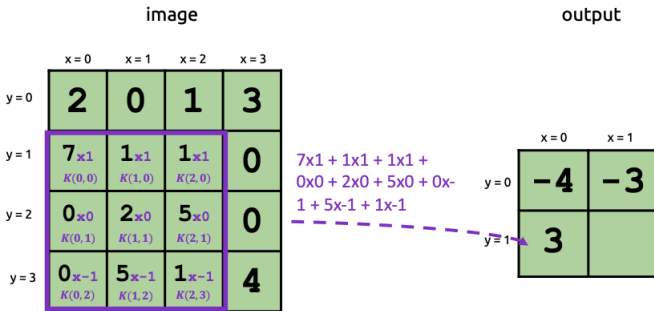 image
output
x = 0 x = 1 x = 2 x = 3
y = 0 2 0 1 3
y = 1 7x1 1x1 1x1 0
K(0,0) K(1,0) K(2,0)
y = 2 0x0 2x0 5x0 0
K(0,1) K(1,1) K(2,1)
y = 3 0x-1 5x-1 1x-1 4
K(0,2) K(1,2) K(2,3)
7x1 + 1x1 + 1x1 +
0x0 + 2x0 + 5x0 + 0x-
1 + 5x-1 + 1x-1
x = 0 x = 1
y = 0 -4 -3
y = 1 3